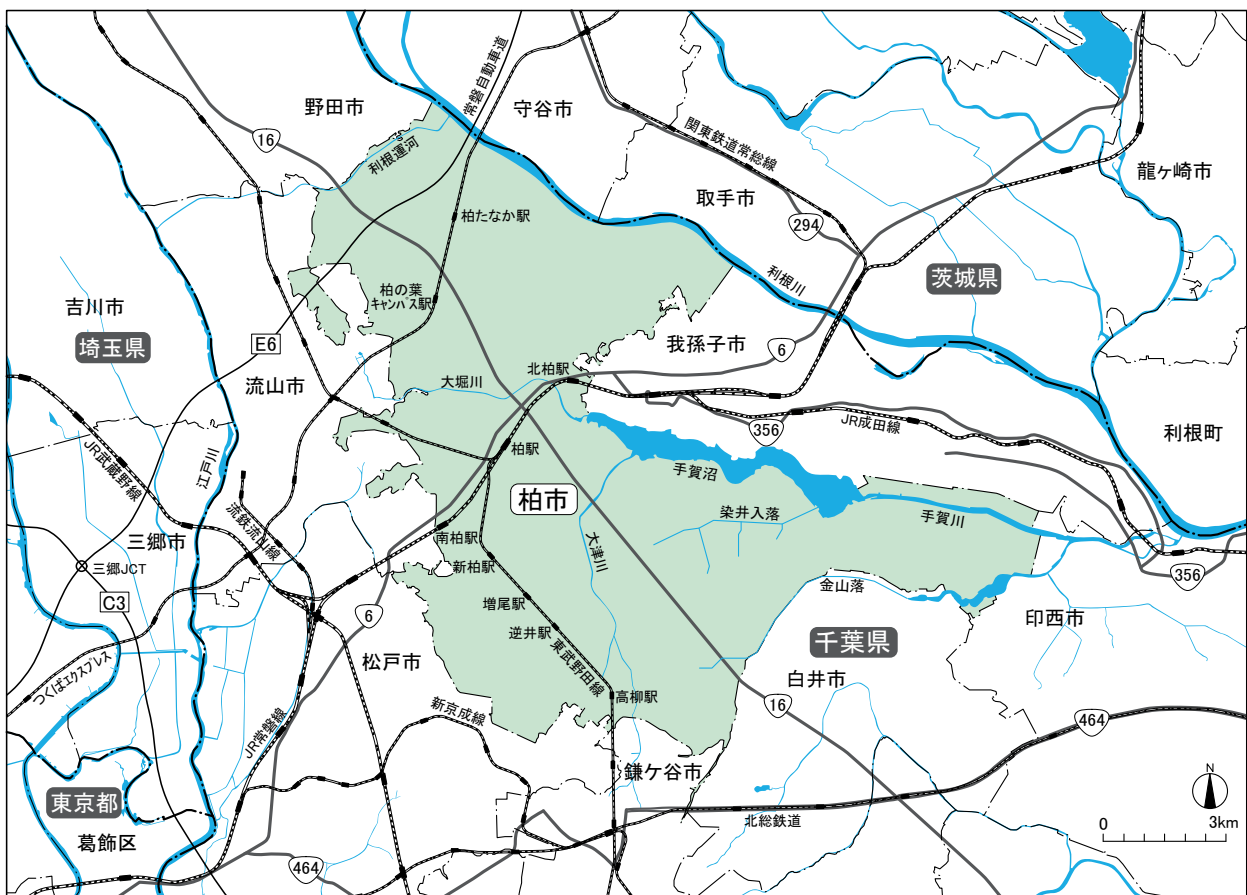 野田市
常磐自動車道
守谷市
16
関東鉄道常総線
利根運河
龍ヶ崎市
取手市
柏たなか駅
294
利根川
茨城県
柏の葉
キャンパス駅
吉川市
埼玉県
E6
我孫子市
6
流山市
北柏駅
大堀川
356
JR成田線
利根町
柏駅
JR武蔵野線
江戸川
手賀沼
柏市
流鉄流山線
染井入落
手賀川
三郷市
南柏駅
大津川
三郷JCT
新柏駅
356
C3
増尾駅
金山落
6
逆井駅
印西市
東武野田線
千葉県
松戸市
つくばエクスプレス
白井市
高柳駅
新京成線
16
464
JR常磐線
鎌ケ谷市
N
東京都
北総鉄道
0
3km
葛飾区
464